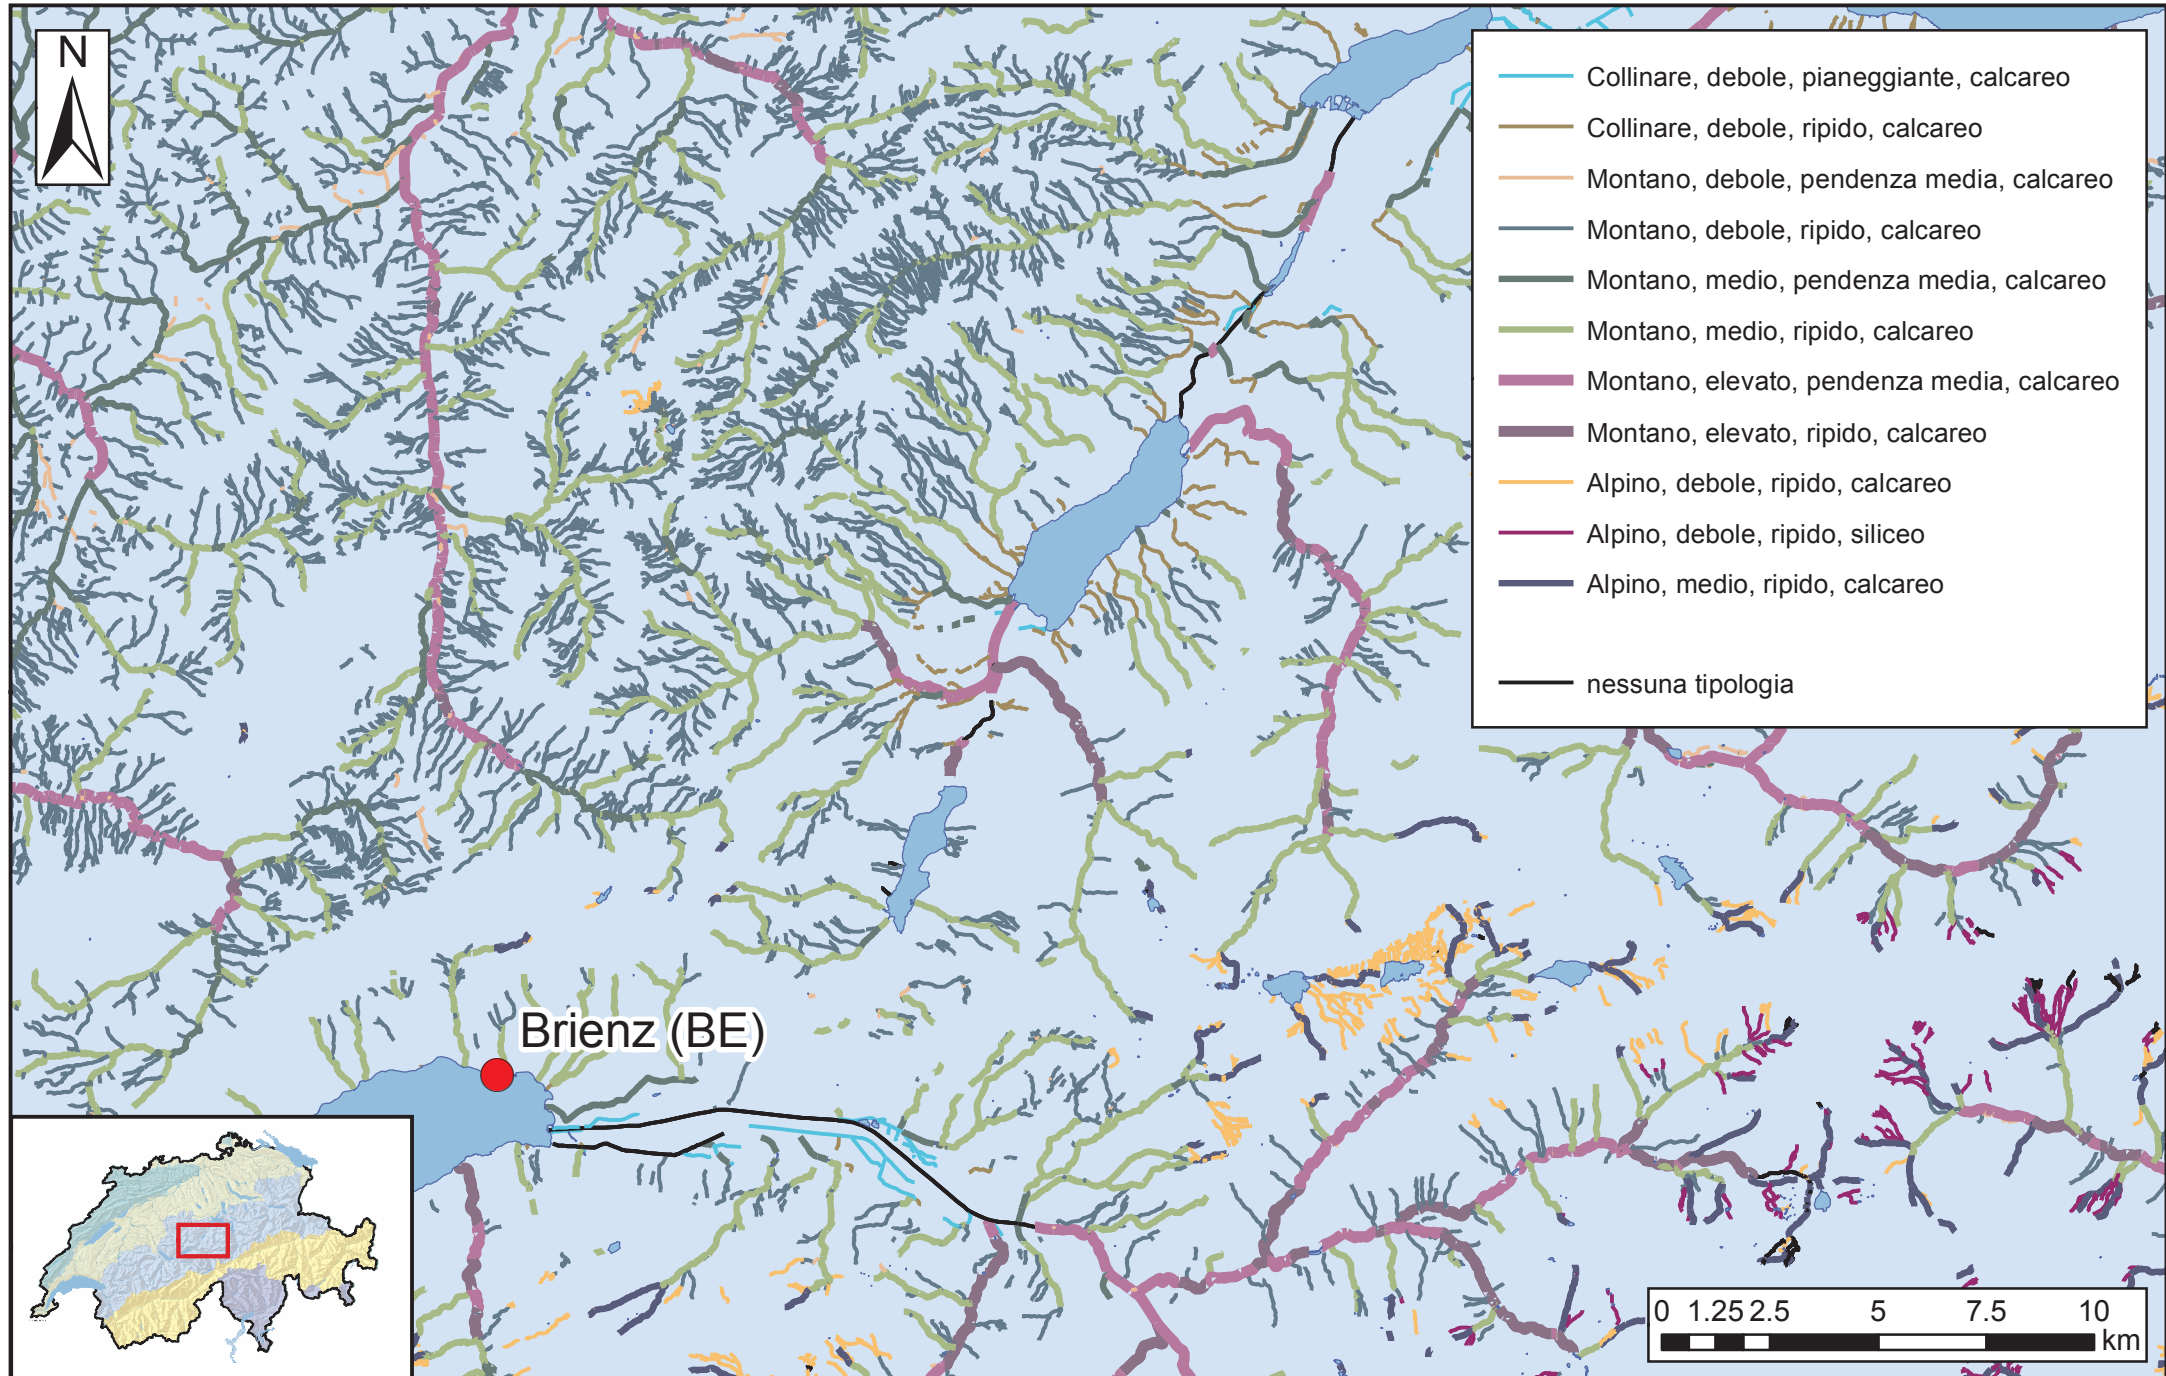 N
Collinare, debole, pianeggiante, calcareo
Collinare, debole, ripido, calcareo
Montano, debole, pendenza media, calcareo
Montano, debole, ripido, calcareo
Montano, medio, pendenza media, calcareo
Montano, medio, ripido, calcareo
Montano, elevato, pendenza media, calcareo
Montano, elevato, ripido, calcareo
Alpino, debole, ripido, calcareo
Alpino, debole, ripido, siliceo
Alpino, medio, ripido, calcareo
nessuna tipologia
Brienz (BE)
0 1.25 2.5 5 7.5 10
km